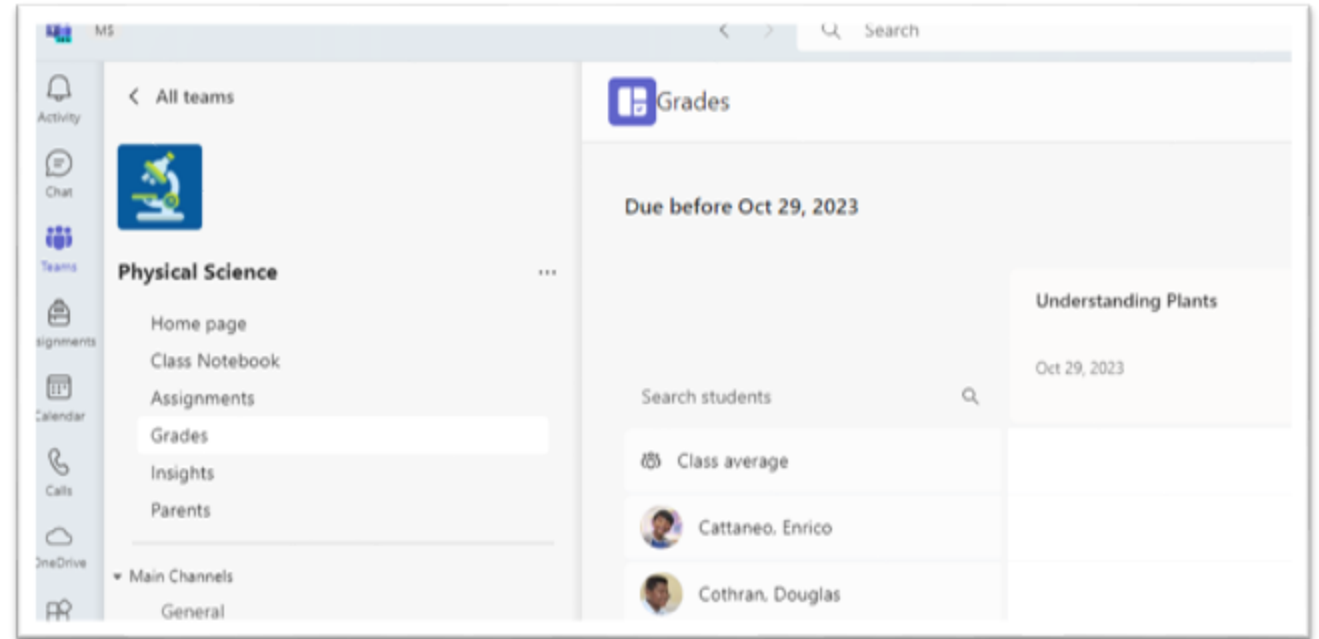 MS
Search
Activity
Chat
Teams
signments
Calendar
Calls
OneDrive
All teams
Physical Science
...
Home page
Class Notebook
Assignments
Grades
Insights
Parents
Main Channels
General
Grades
Due before Oct 29, 2023
Understanding Plants
Oct 29, 2023
Search students
Class average
Cattaneo, Enrico
Cothran, Douglas